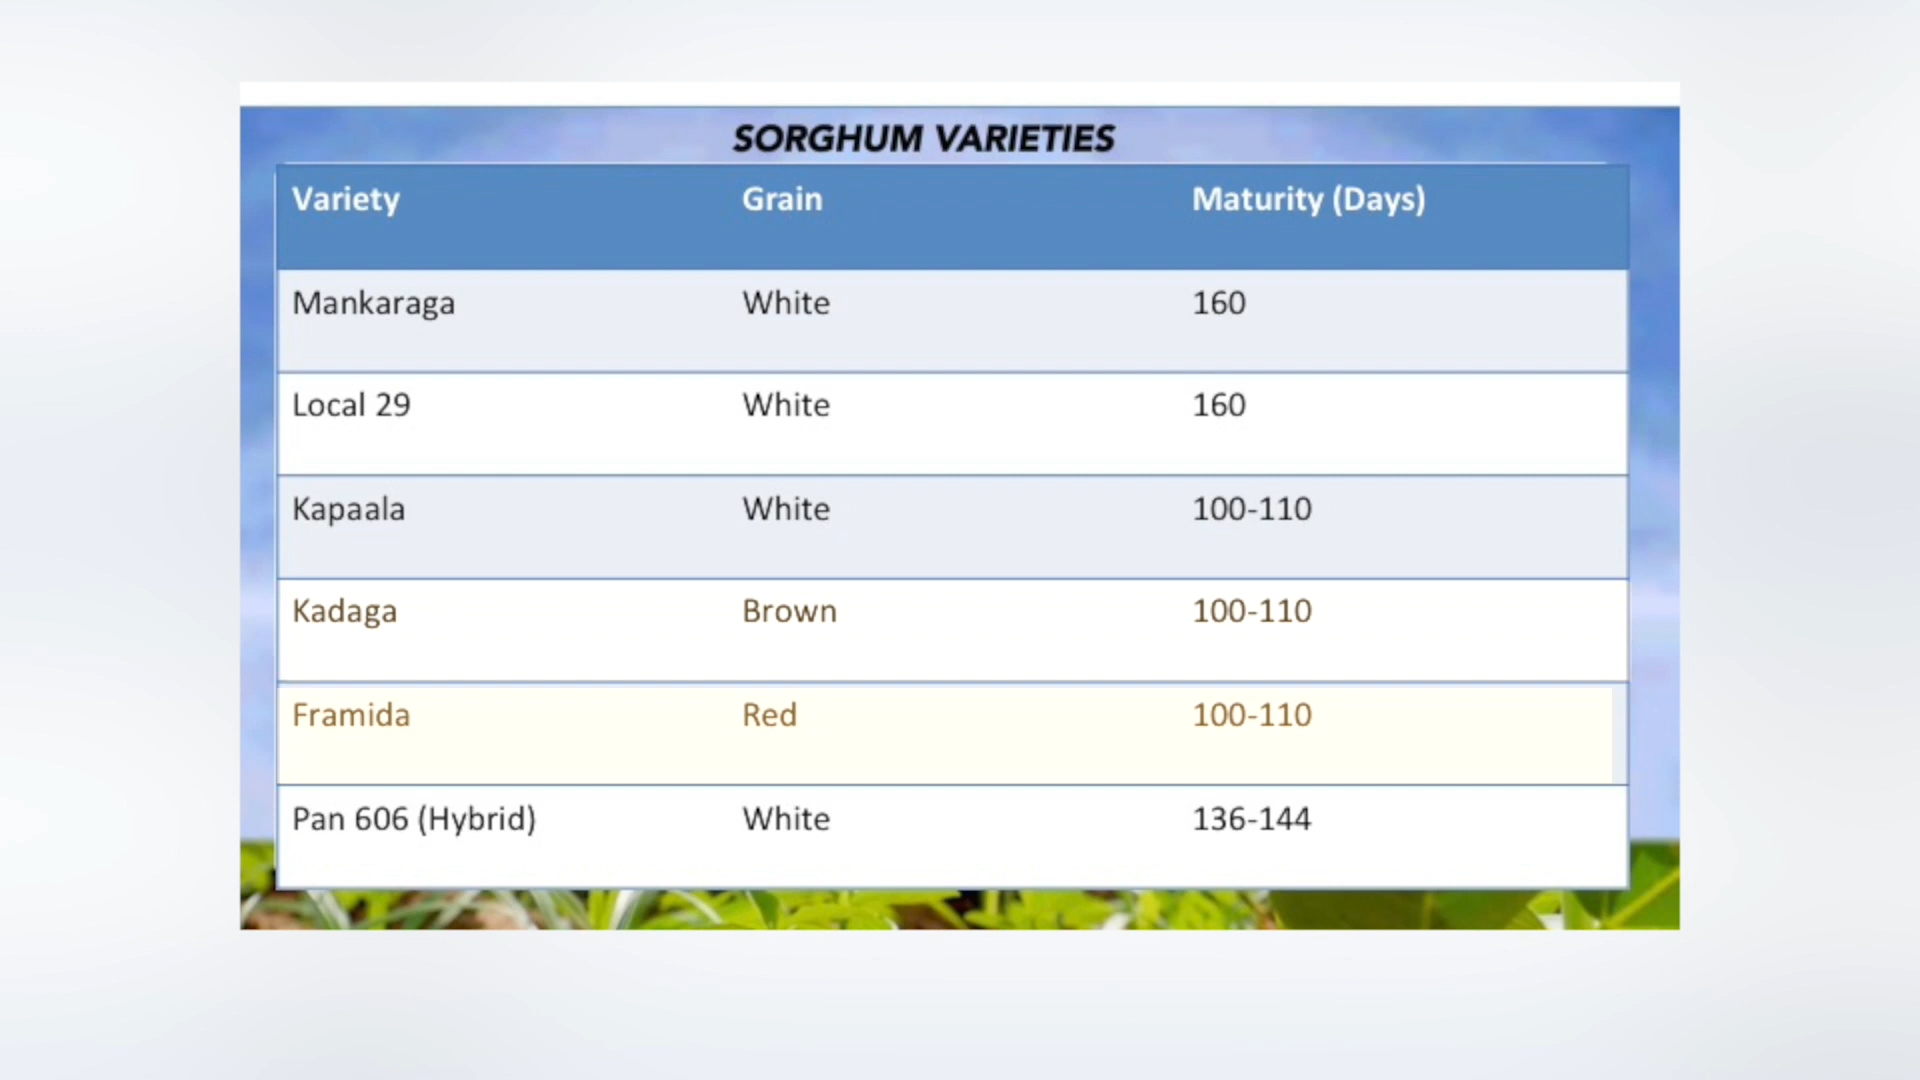 SORGHUM VARIETIES
Variety Grain Maturity (Days)
Mankaraga White 160
Local 29 White 160
Kapaala White 100-110
Kadaga Brown 100-110
Framida Red 100-110
Pan 606 (Hybrid) White 136-144